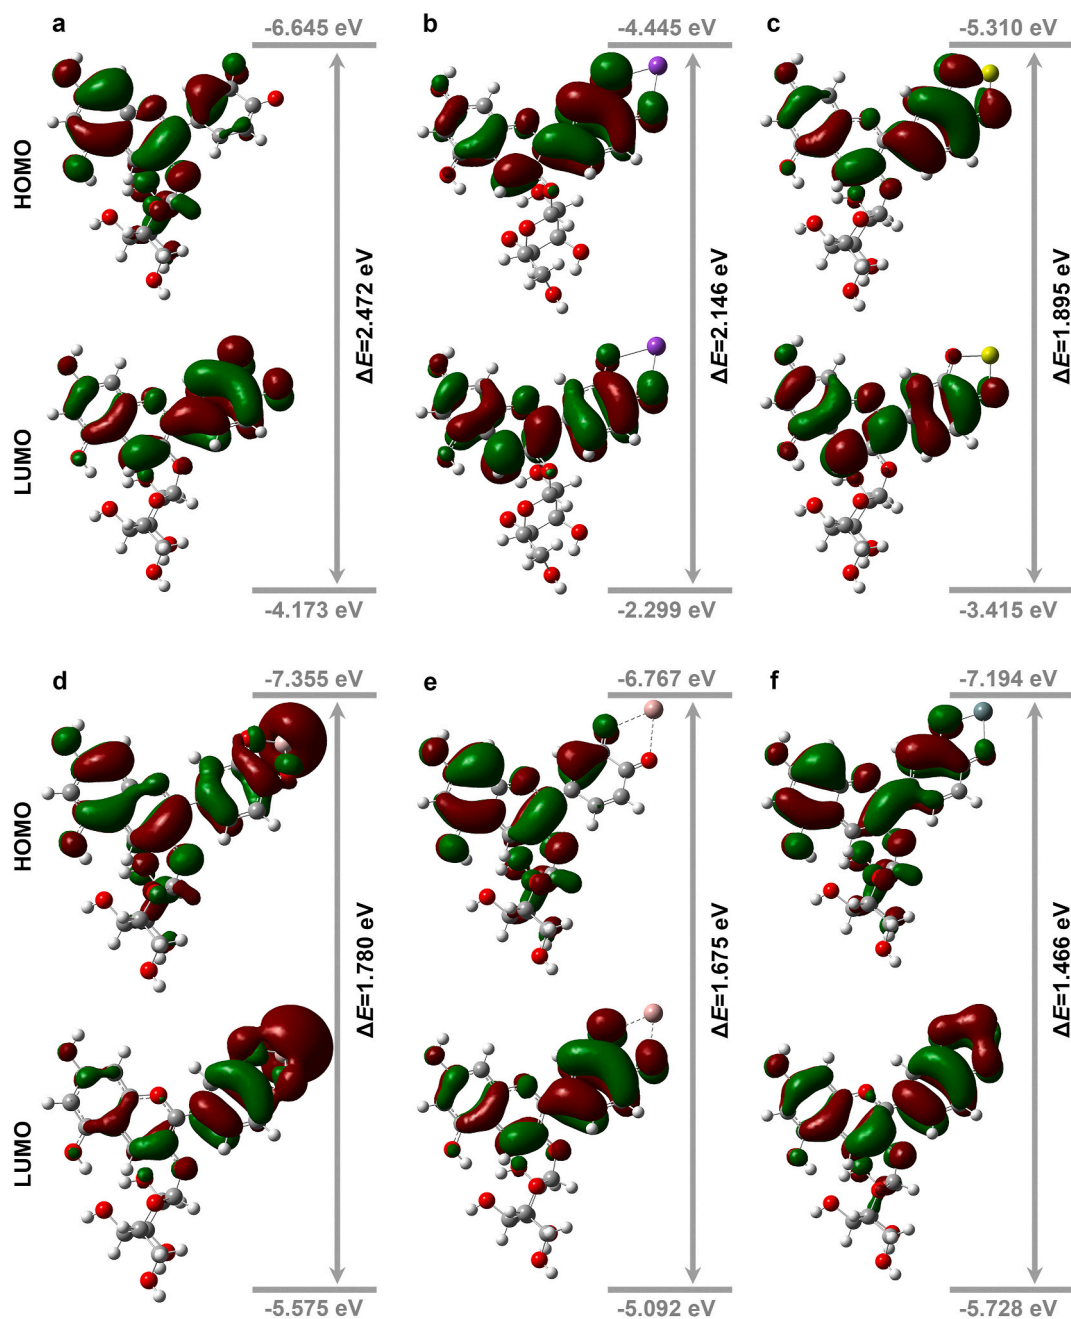 a
-6.645 eV
b
-4.445 eV
c
-5.310 eV
HOMO
ΔE=2.472 eV
ΔE=2.146 eV
ΔE=1.895 eV
LUMO
-4.173 eV
-2.299 eV
-3.415 eV
d
-7.355 eV
e
-6.767 eV
f
-7.194 eV
HOMO
ΔE=1.780 eV
ΔE=1.675 eV
ΔE=1.466 eV
LUMO
-5.575 eV
-5.092 eV
-5.728 eV